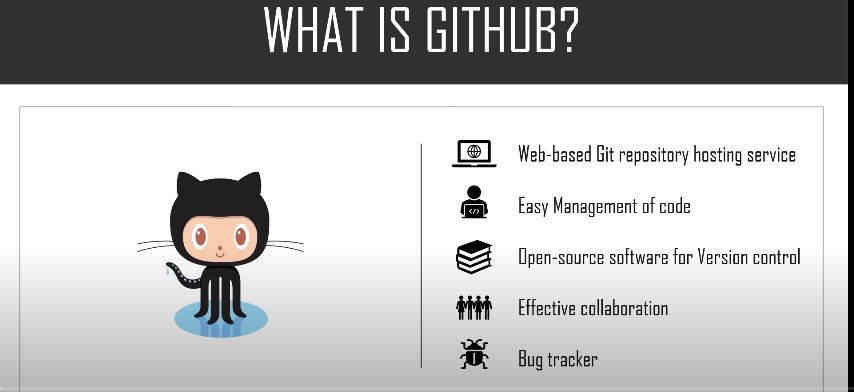 WHAT IS GITHUB?
Web-based Git repository hosting service
Easy Management of code
Open-source software for Version control
Effective collaboration
Bug tracker